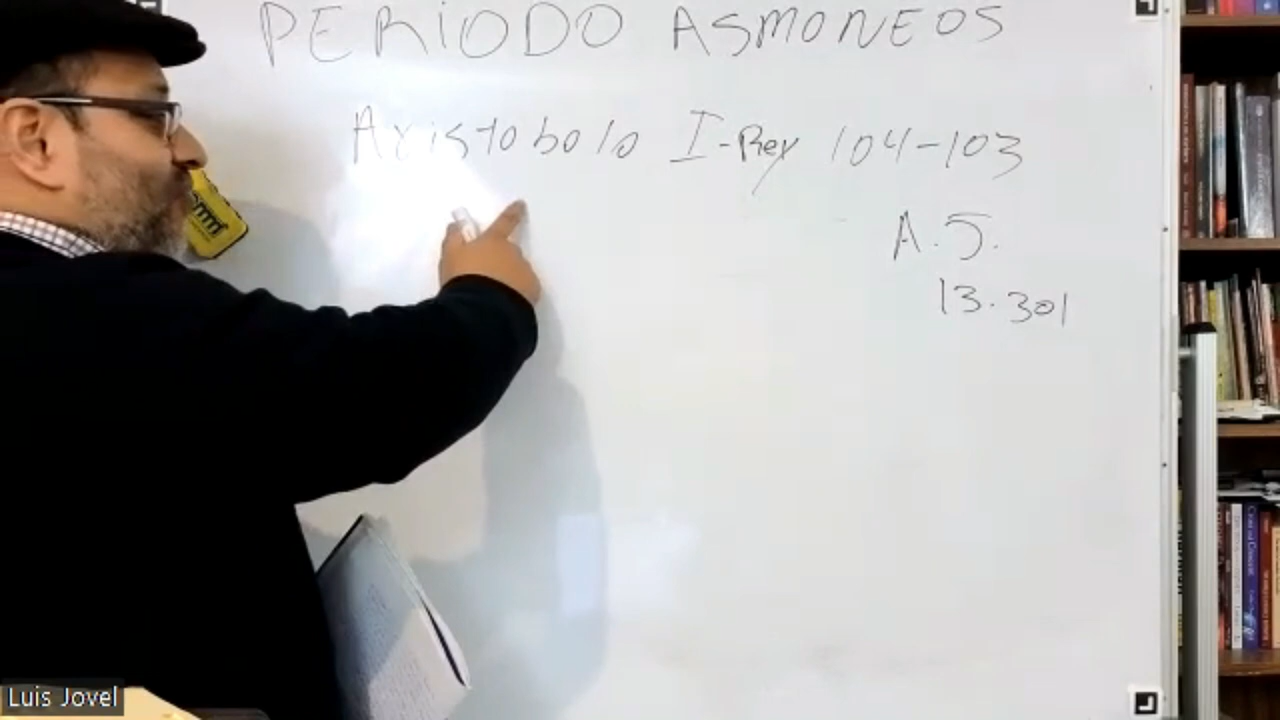 PERIODO ASMONEOS
Aristobolo I-Rey 104-103
A.J.
13.301
Luis Jovel